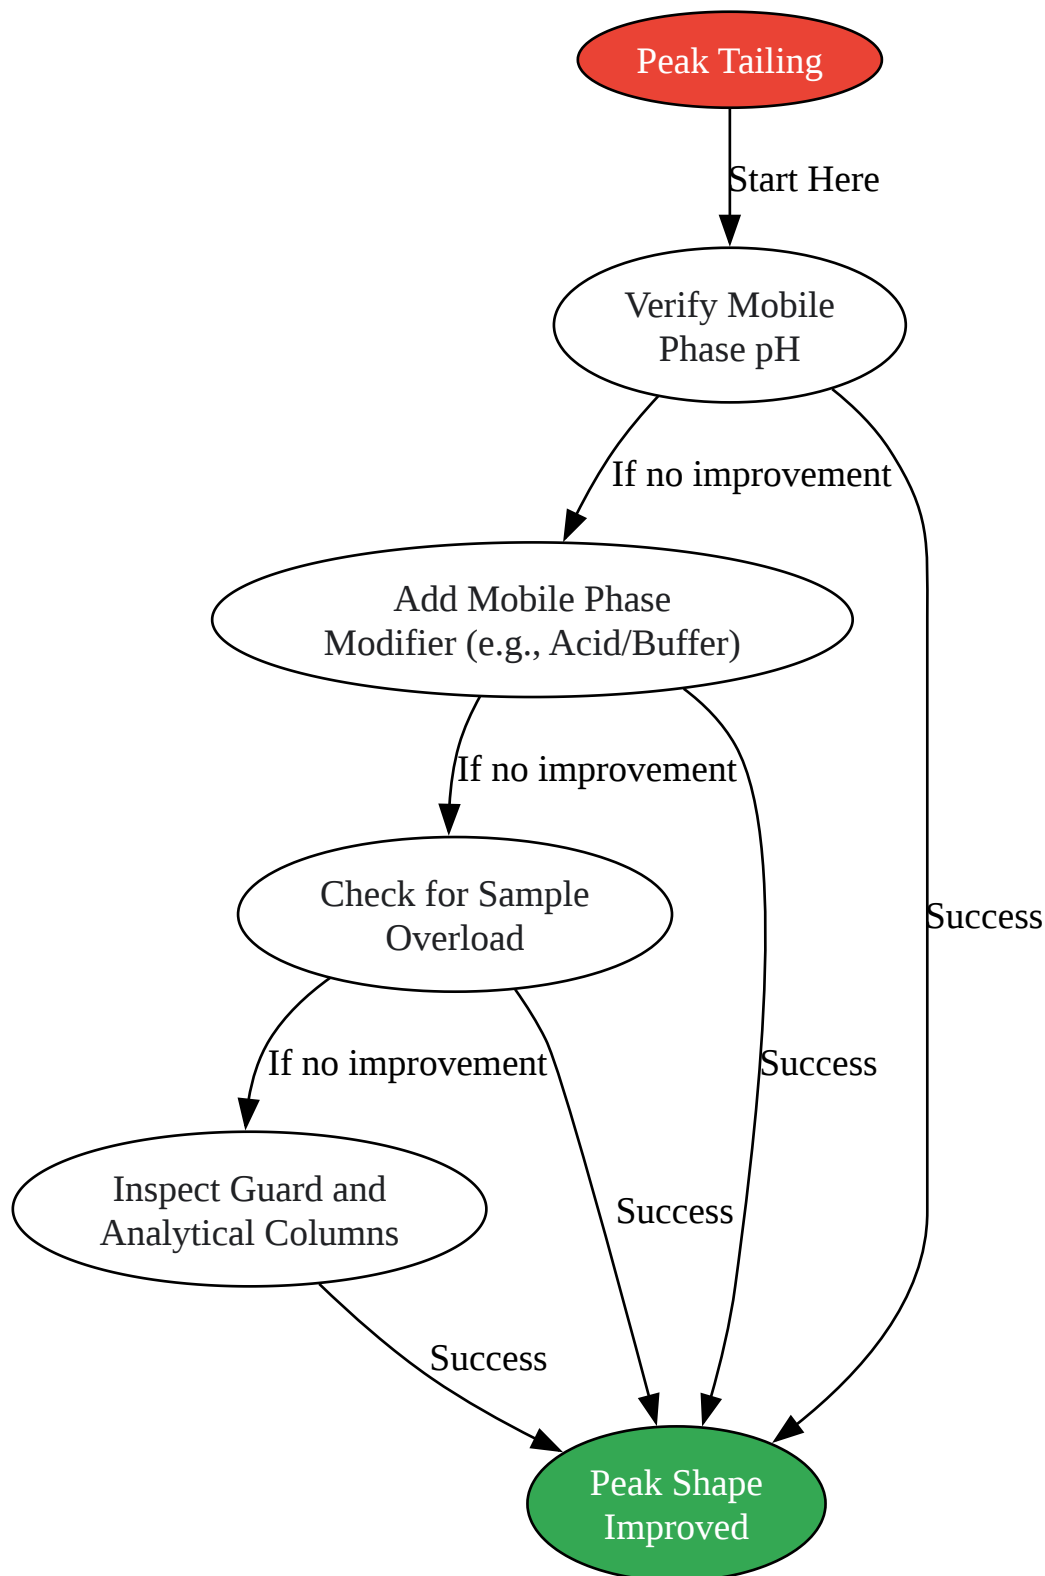 Peak Tailing
Start Here
Verify Mobile
Phase pH
If no improvement
Add Mobile Phase
Modifier (e.g., Acid/Buffer)
If no improvement
Check for Sample
Overload
Success
If no improvement
Success
Inspect Guard and
Analytical Columns
Success
Success
Peak Shape
Improved